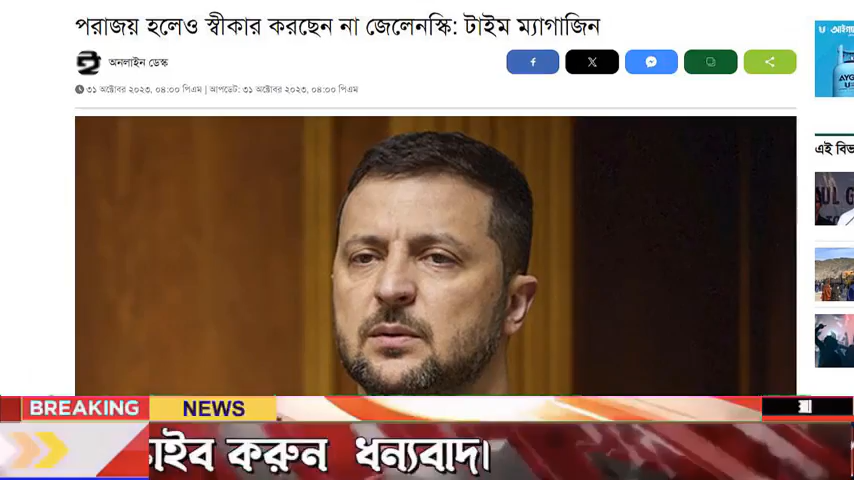 পরাজয় হলেও স্বীকার করছেন না জেলেনস্কি: টাইম ম্যাগাজিন
অনলাইন ডেস্ক
৩১ অক্টোবর ২০২৩, ০৪:০০ পিএম | আপডেট: ৩১ অক্টোবর ২০২৩, ০৪:০০ পিএম
এই বিভ
BREAKING NEWS
করুন ধন্যবাদ।